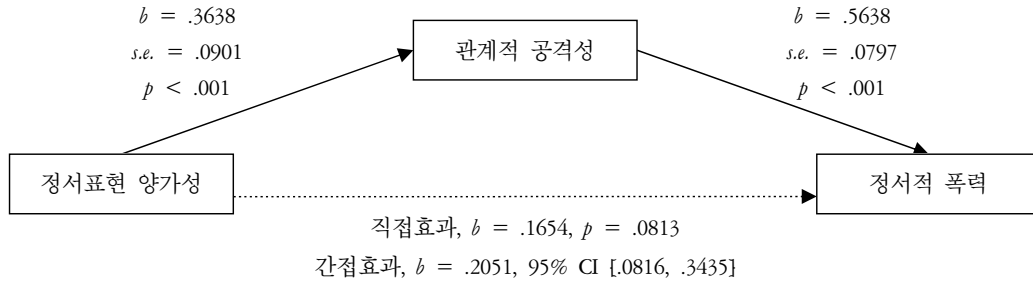 b = .3638
s.e. = .0901
p < .001
b = .5638
s.e. = .0797
p < .001
관계적 공격성
정서표현 양가성
정서적 폭력
직접효과, b = .1654, p = .0813
간접효과, b = .2051, 95% CI [.0816, .3435]